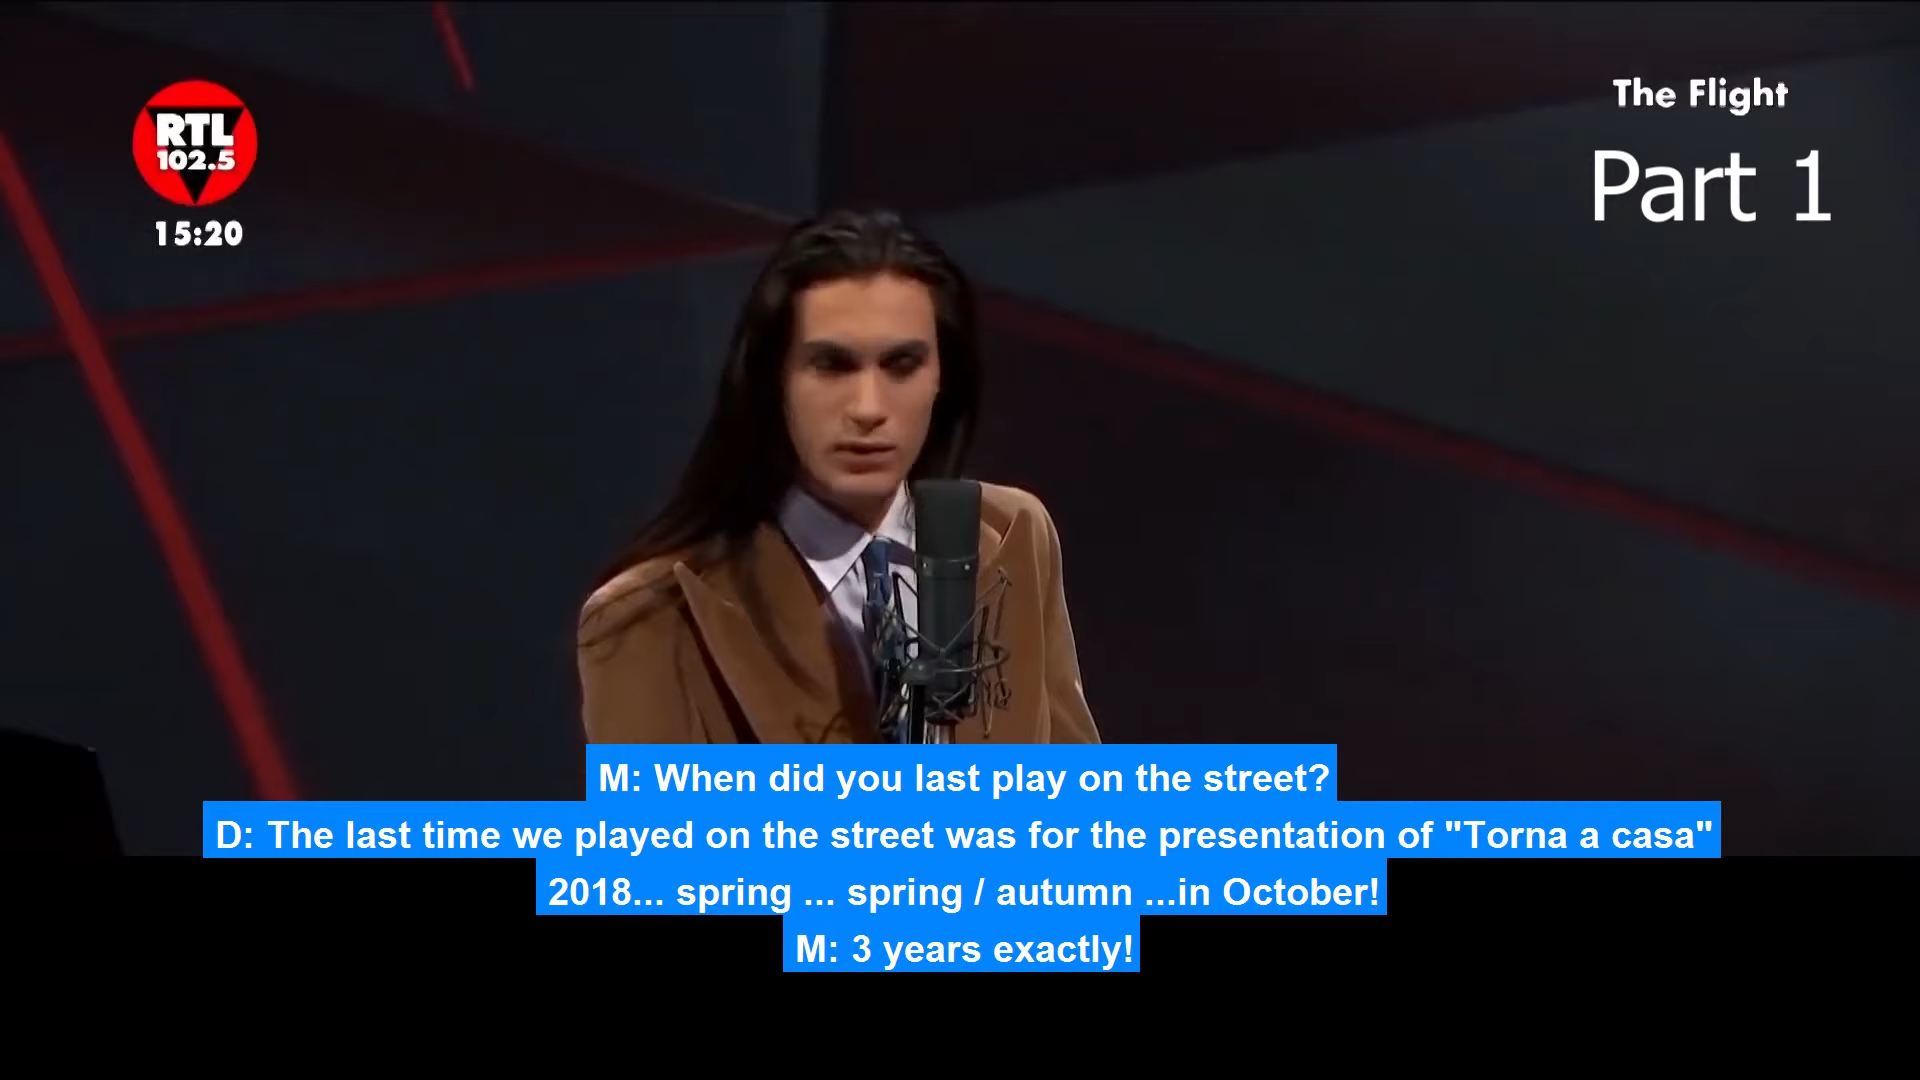 RTL
102.5
15:20
The Flight
Part 1
M: When did you last play on the street?
D: The last time we played on the street was for the presentation of "Torna a casa"
2018... spring ... spring / autumn ...in October!
M: 3 years exactly!